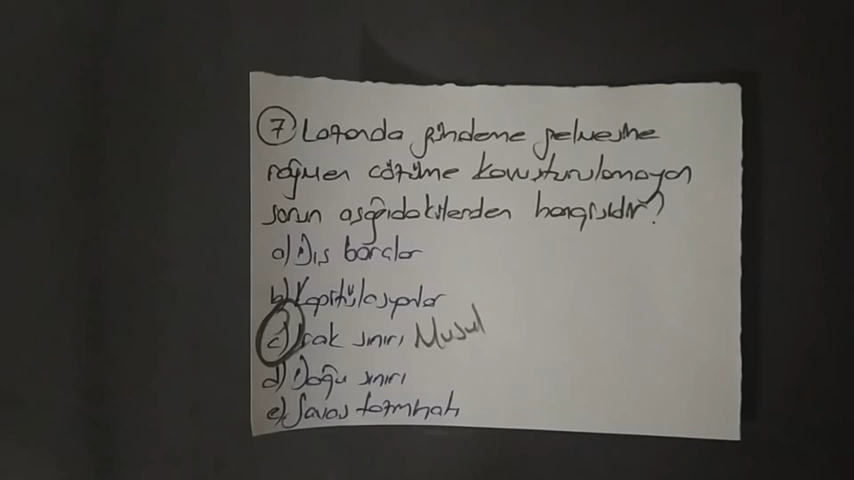 7 Lozanda gündeme gelmesine
rağmen çözüme kavuşturulamayan
sorun aşağıdakilerden hangisidir?
a) Dış borçlar
b) Kapitülasyonlar
c) Irak sınırı Musul
d) Doğu sınırı
e) Savaş tazminatı